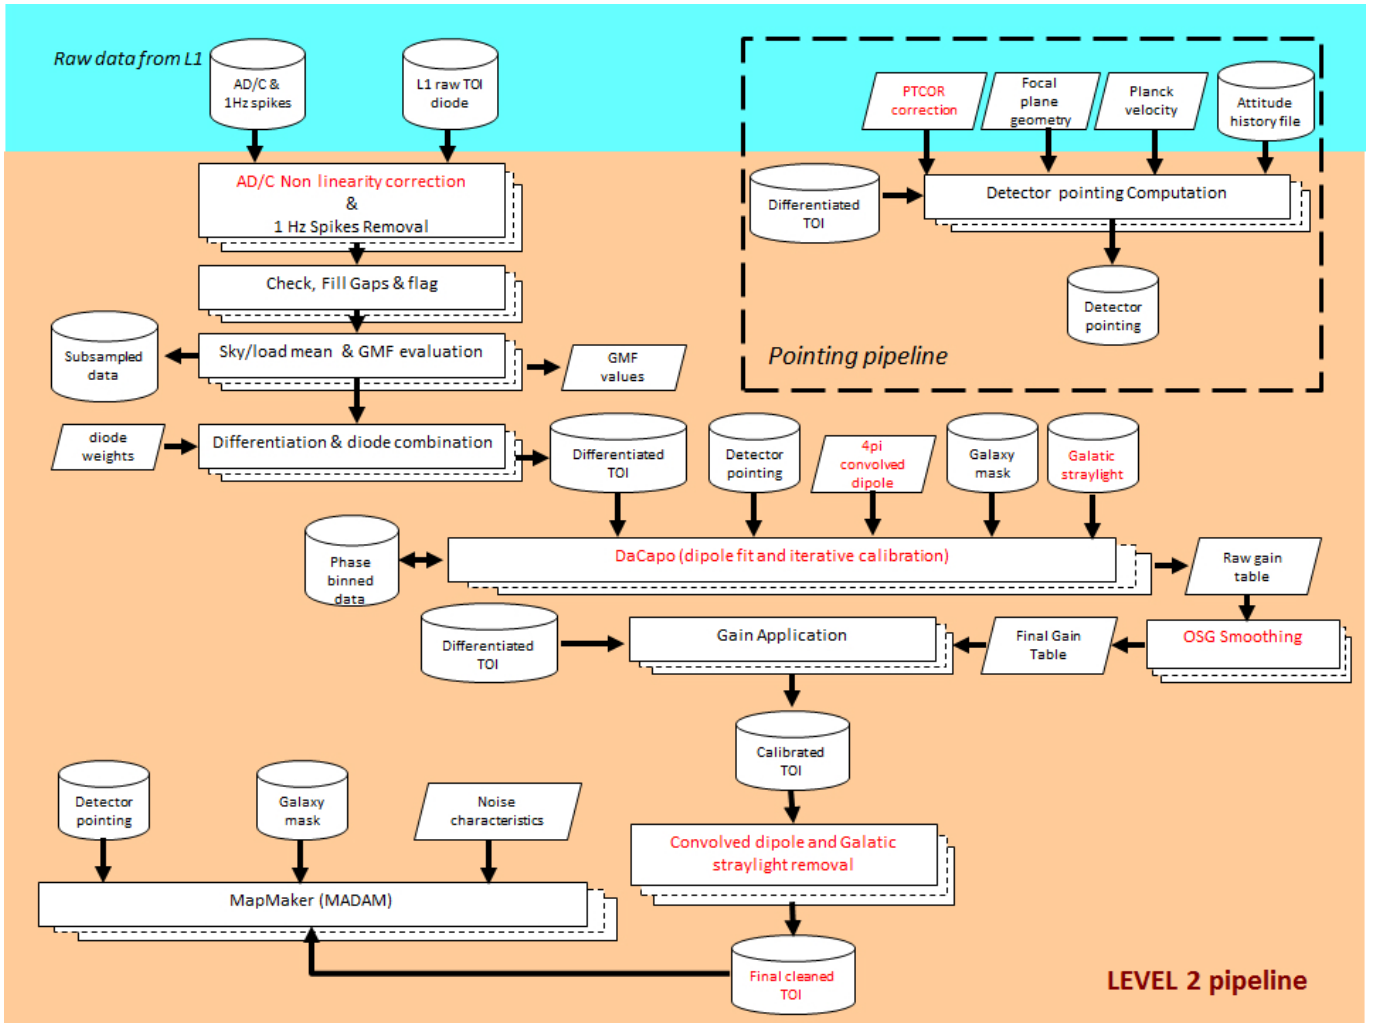 Raw data from L1
AD/C &
1Hz spikes
L1 raw TOI
diode
PTCOR
correction
Focal
plane
geometry
Planck
velocity
Attitude
history file
AD/C Non linearity correction
&
1 Hz Spikes Removal
Differentiated
TOI
Detector pointing Computation
Check, Fill Gaps & flag
Detector
pointing
Pointing pipeline
Subsampled
data
Sky/load mean & GMF evaluation
GMF
values
diode
weights
Differentiation & diode combination
Differentiated
TOI
Detector
pointing
4pi
convolved
dipole
Galaxy
mask
Galatic
straylight
Phase
binned
data
DaCapo (dipole fit and iterative calibration)
Raw gain
table
Differentiated
TOI
Gain Application
Final Gain
Table
OSG Smoothing
Calibrated
TOI
Detector
pointing
Galaxy
mask
Noise
characteristics
Convolved dipole and Galatic
straylight removal
MapMaker (MADAM)
Final cleaned
TOI
LEVEL 2 pipeline